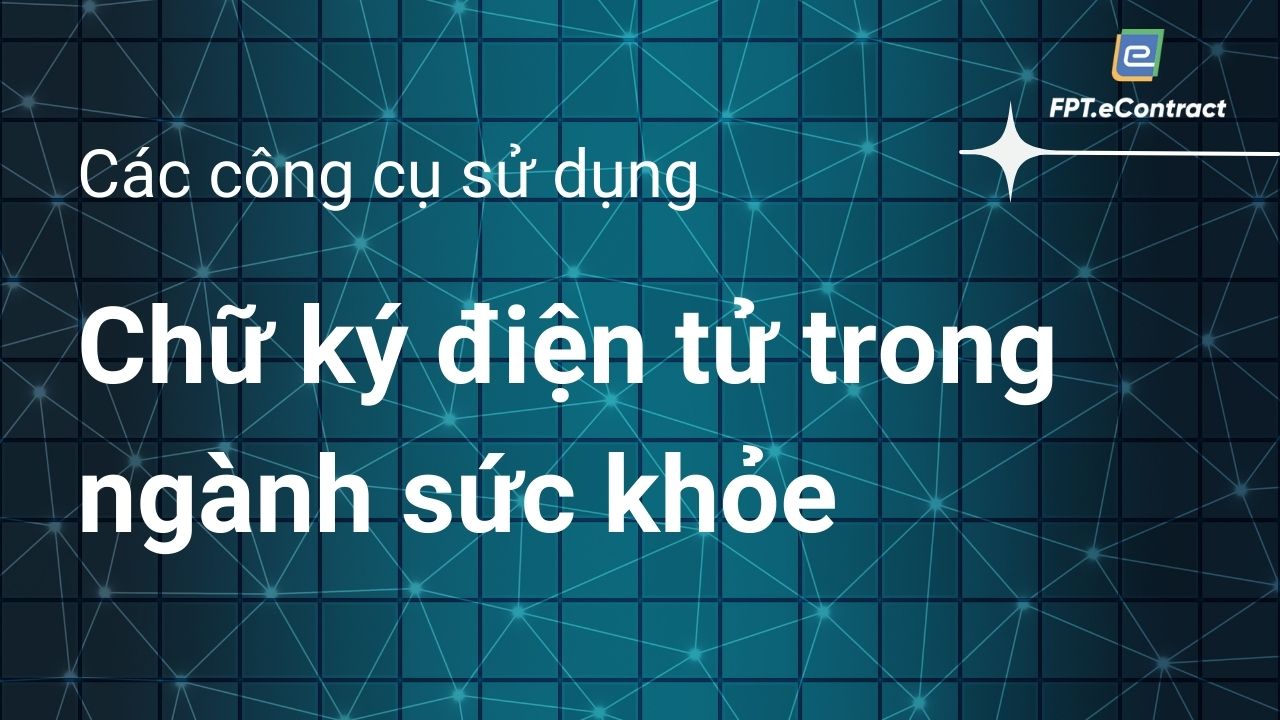 FPT.eContract
Các công cụ sử dụng
Chữ ký điện tử trong
ngành sức khỏe